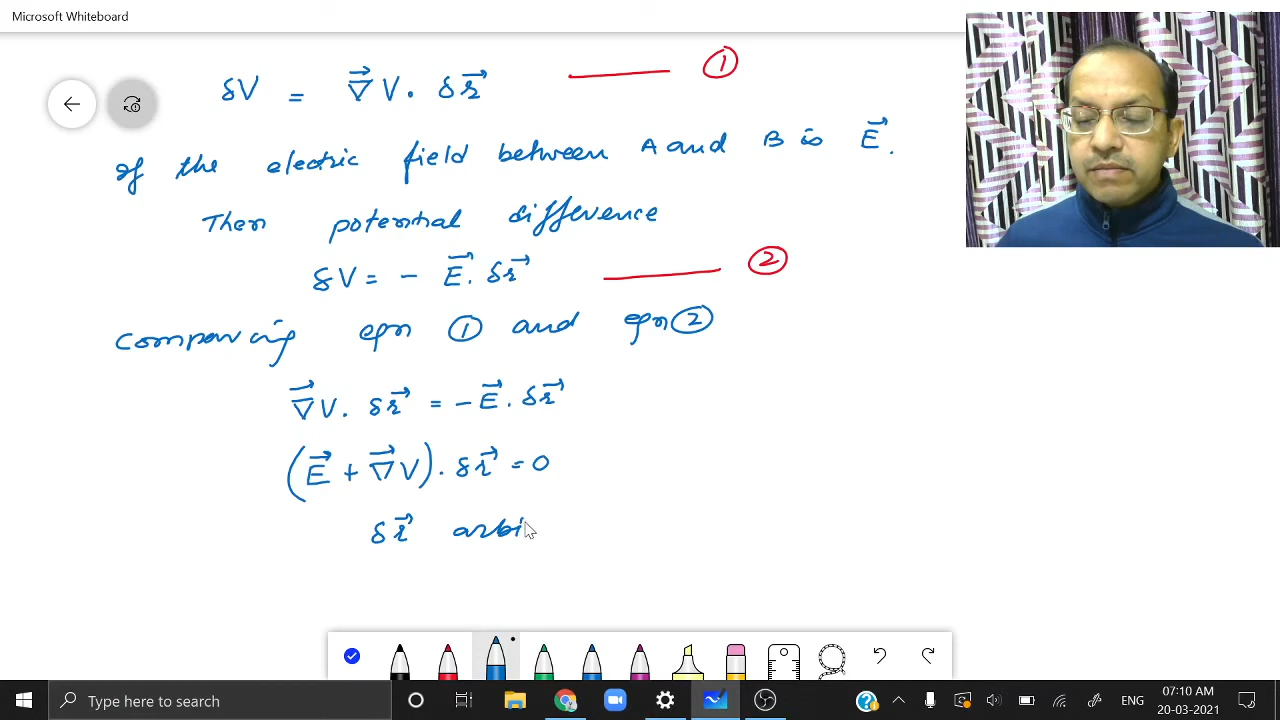 Microsoft Whiteboard
δV = ∇⃗V. δr⃗ ——— ①
If the electric field between A and B is E⃗.
Then potential difference
δV = - E⃗. δr⃗ ——— ②
Comparing eqn ① and eqn ②
∇⃗V. δr⃗ = -E⃗. δr⃗
(E⃗ + ∇⃗V). δr⃗ = 0
δr⃗ arbi
Type here to search
ENG
07:10 AM
20-03-2021